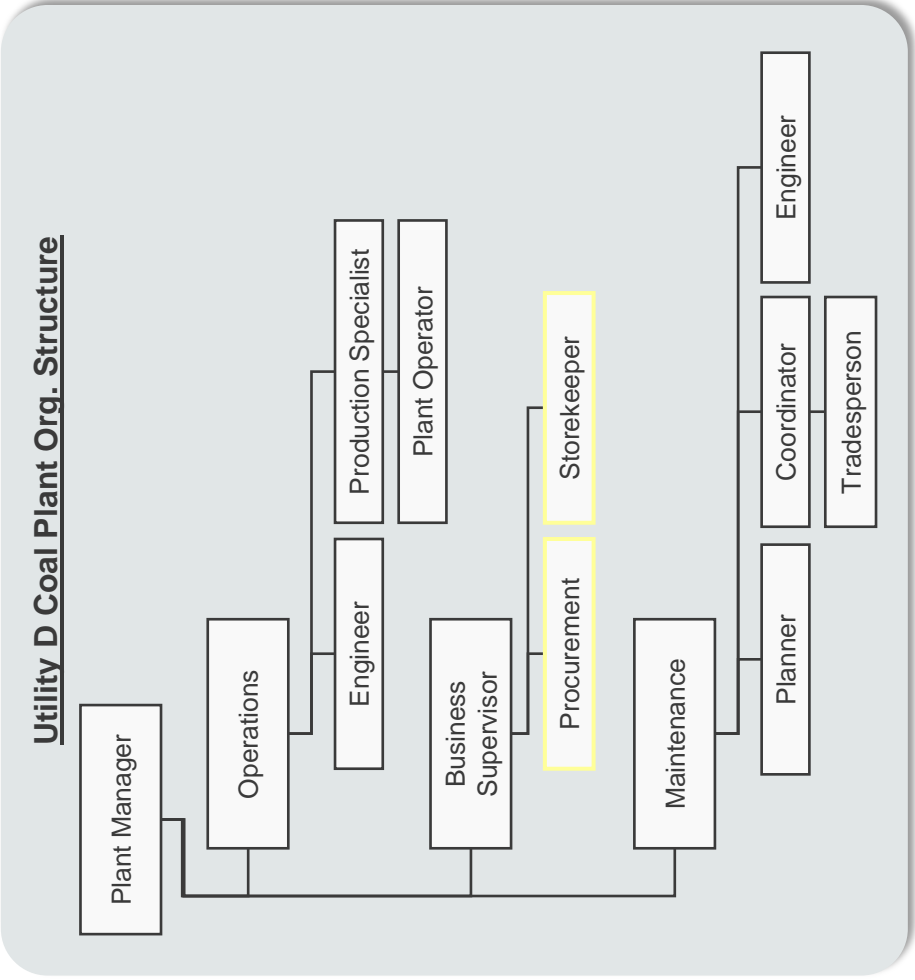 Utility D Coal Plant Org. Structure
Plant Manager
Operations
Engineer
Production Specialist
Plant Operator
Business
Supervisor
Procurement
Storekeeper
Maintenance
Planner
Coordinator
Tradesperson
Engineer